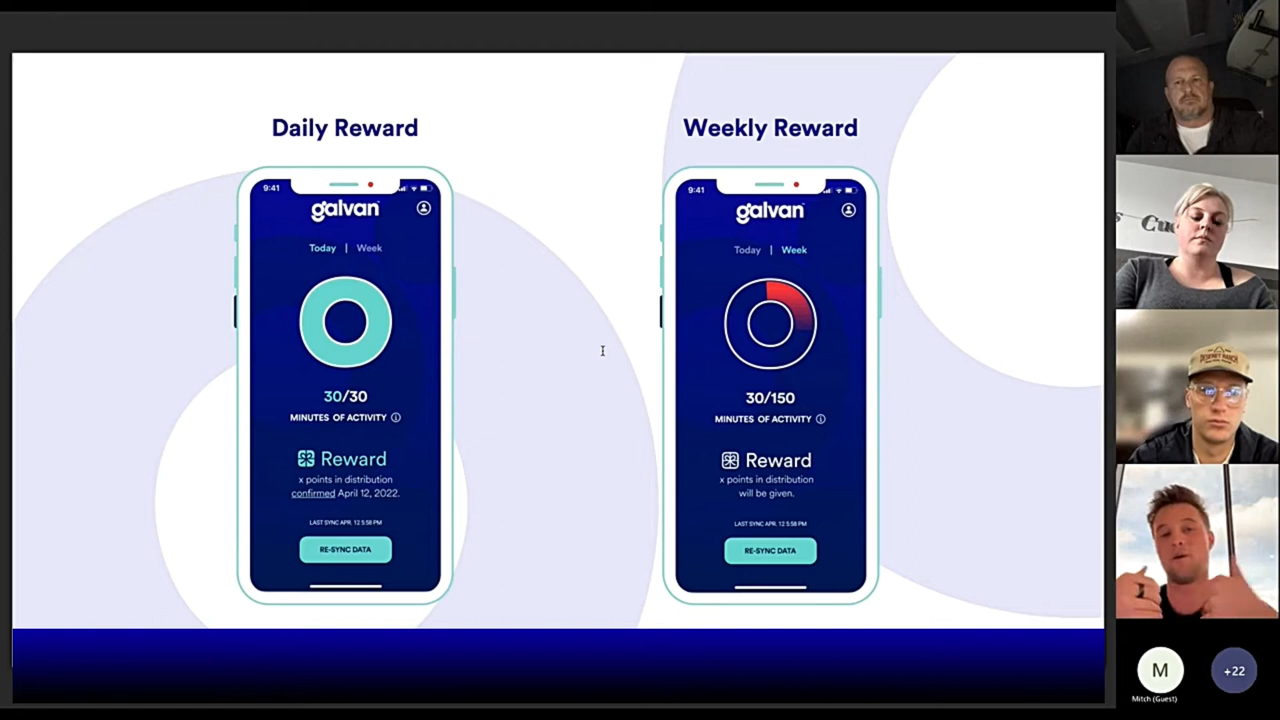 Daily Reward
Weekly Reward
9:41
galvan
Today | Week
30/30
MINUTES OF ACTIVITY
Reward
x points in distribution
confirmed April 12, 2022.
LAST SYNC APR. 12 5:58 PM
RE-SYNC DATA
9:41
galvan
Today | Week
30/150
MINUTES OF ACTIVITY
Reward
x points in distribution
will be given.
LAST SYNC APR. 12 5:58 PM
RE-SYNC DATA
M
Mitch (Guest)
+22